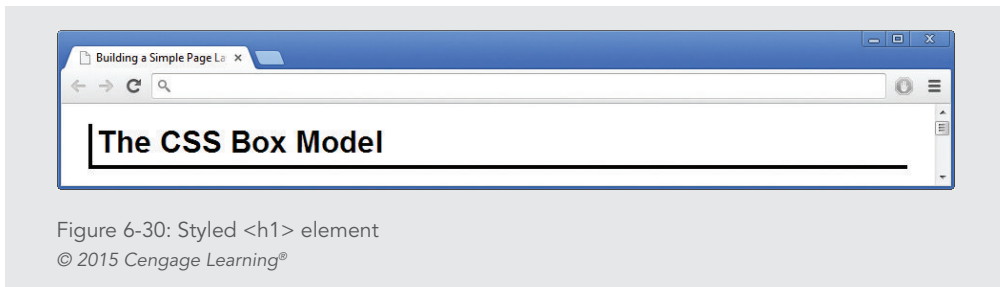 Building a Simple Page La
The CSS Box Model
Figure 6-30: Styled <h1> element
© 2015 Cengage Learning®